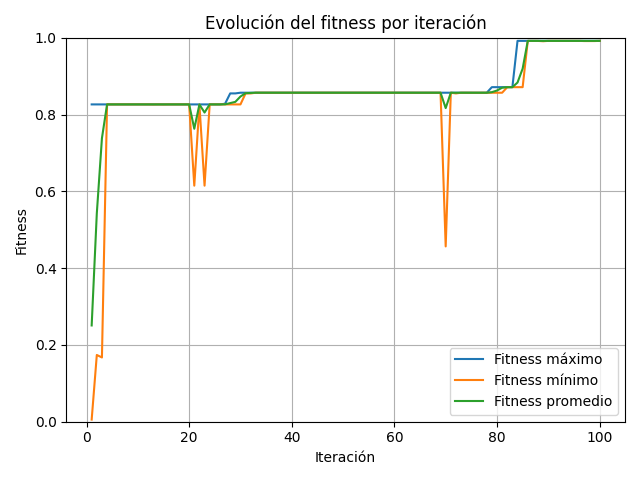 Evolución del fitness por iteración
1.0
0.8
0.6
0.4
0.2
0.0
Fitness
Fitness máximo
Fitness mínimo
Fitness promedio
0 20 40 60 80 100
Iteración